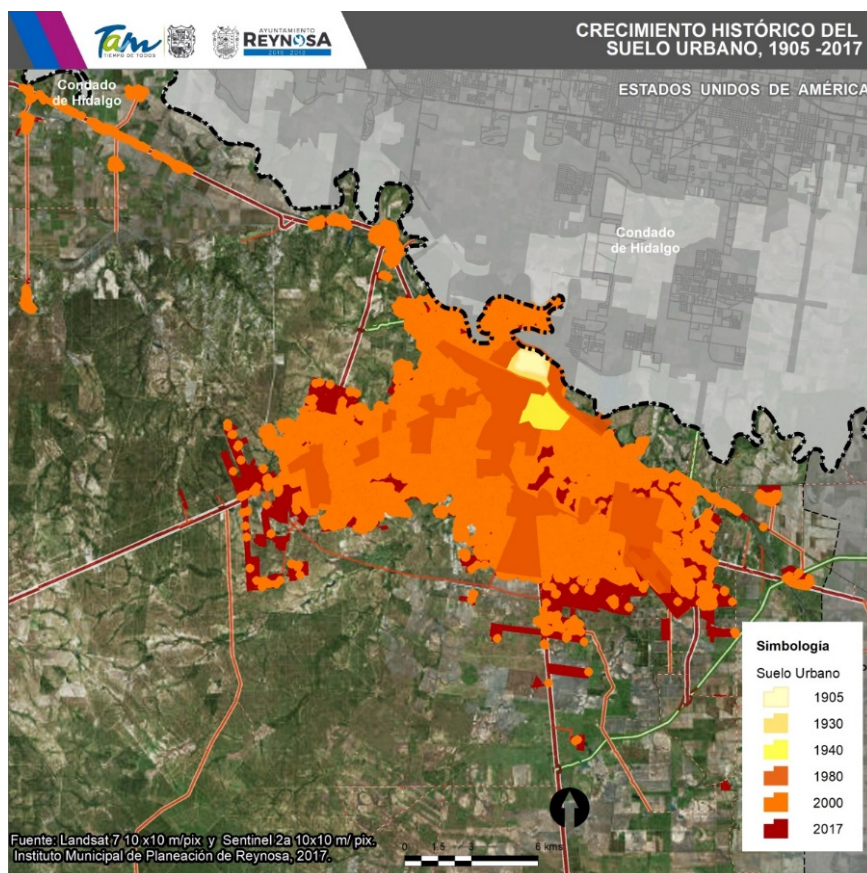 Tam
TIEMPO DE TODOS
AYUNTAMIENTO
REYNOSA
2016 - 2018
CRECIMIENTO HISTÓRICO DEL
SUELO URBANO, 1905 -2017
ESTADOS UNIDOS DE AMÉRICA
Condado
de Hidalgo
Condado
de Hidalgo
Simbología
Suelo Urbano
1905
1930
1940
1980
2000
2017
Fuente: Landsat 7 10 x10 m/pix y Sentinel 2a 10x10 m/ pix.
Instituto Municipal de Planeación de Reynosa, 2017.
0 1.5 3 6 kms